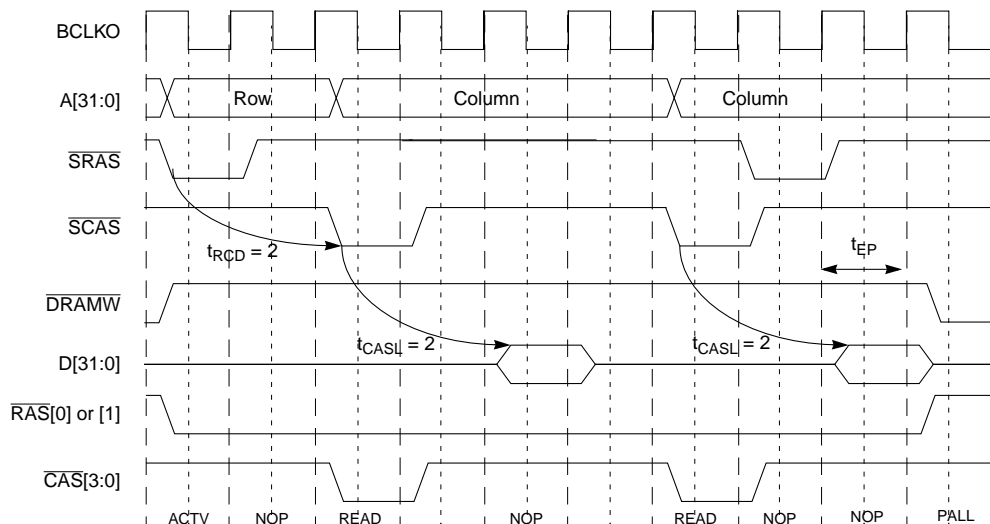 BCLKO
A[31:0] Row Column Column
SRAS
SCAS
tRCD = 2 tEP
DRAMW
tCASL = 2 tCASL = 2
D[31:0]
RAS[0] or [1]
CAS[3:0]
ACTV NOP READ NOP READ NOP NOP PALL